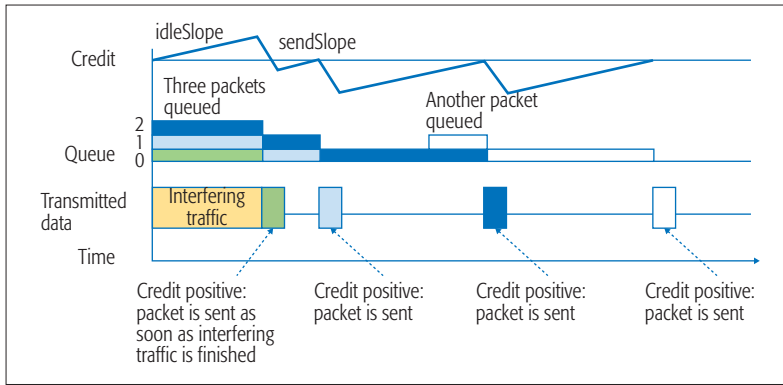 idleSlope
sendSlope
Credit
Three packets
queued
Another packet
queued
2
1
0
Queue
Interfering
traffic
Transmitted
data
Time
Credit positive:
packet is sent as
soon as interfering
traffic is finished
Credit positive:
packet is sent
Credit positive:
packet is sent
Credit positive:
packet is sent